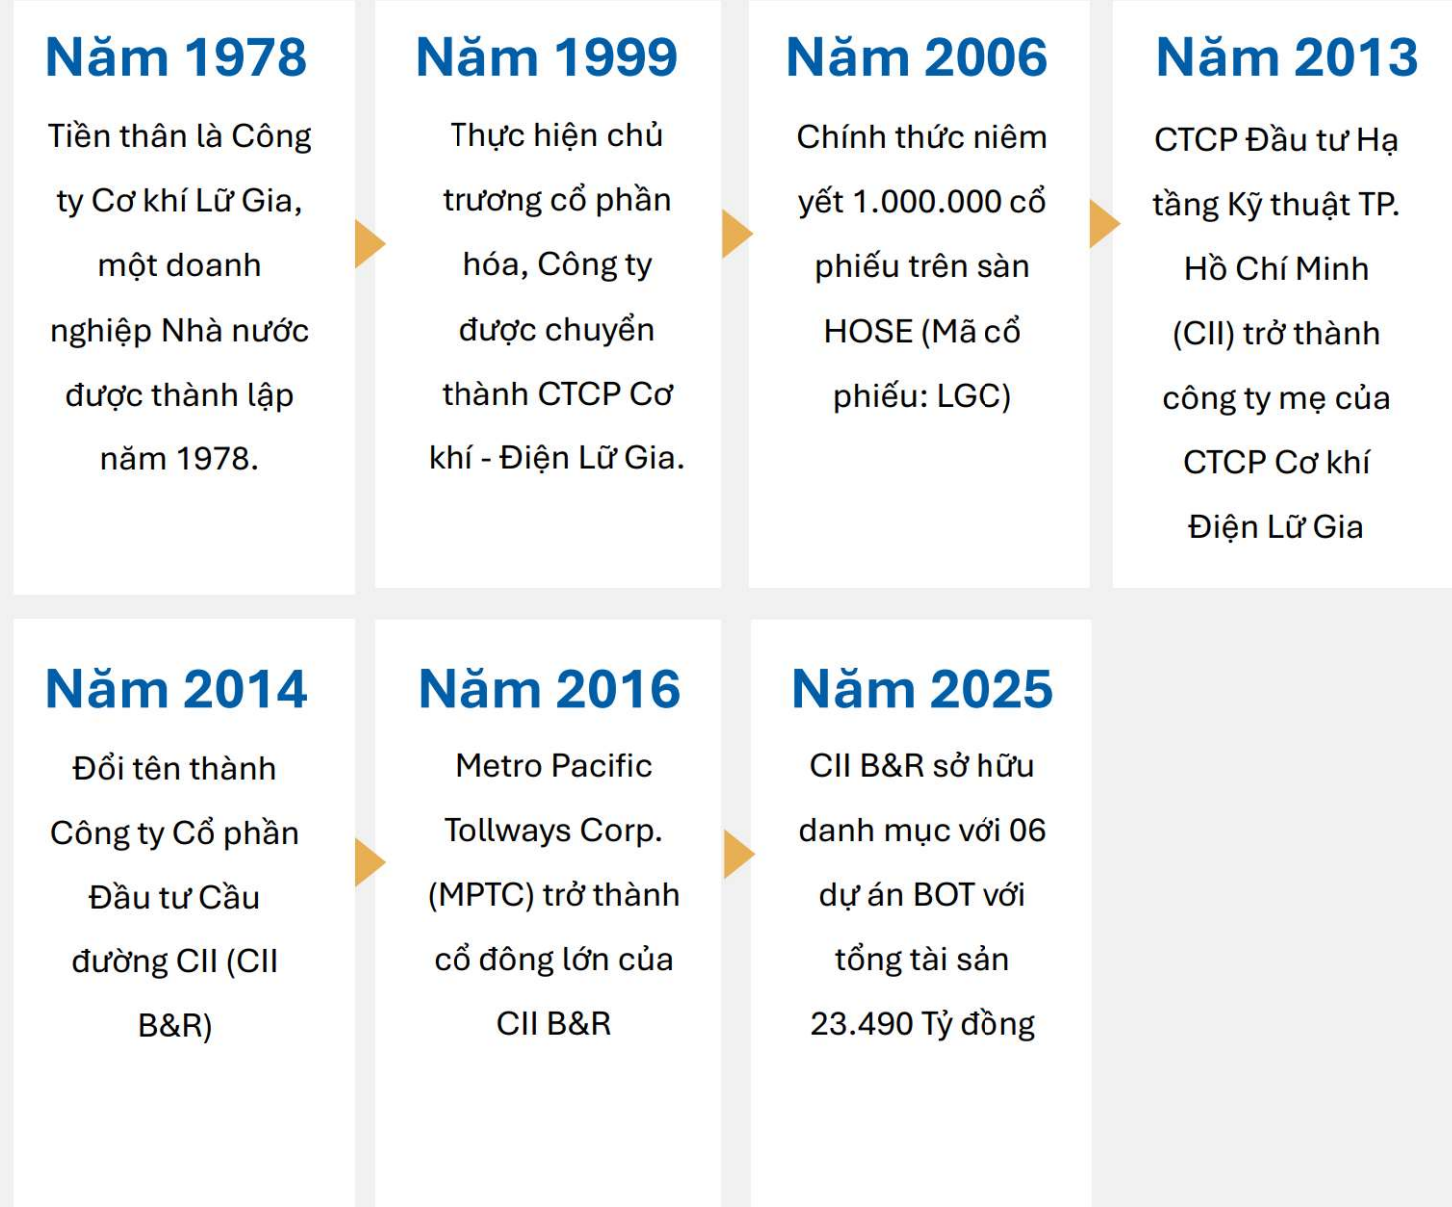 Năm 1978
Tiền thân là Công
ty Cơ khí Lữ Gia,
một doanh
nghiệp Nhà nước
được thành lập
năm 1978.
Năm 1999
Thực hiện chủ
trương cổ phần
hóa, Công ty
được chuyển
thành CTCP Cơ
khí - Điện Lữ Gia.
Năm 2006
Chính thức niêm
yết 1.000.000 cổ
phiếu trên sàn
HOSE (Mã cổ
phiếu: LGC)
Năm 2013
CTCP Đầu tư Hạ
tầng Kỹ thuật TP.
Hồ Chí Minh
(CII) trở thành
công ty mẹ của
CTCP Cơ khí
Điện Lữ Gia
Năm 2014
Đổi tên thành
Công ty Cổ phần
Đầu tư Cầu
đường CII (CII
B&R)
Năm 2016
Metro Pacific
Tollways Corp.
(MPTC) trở thành
cổ đông lớn của
CII B&R
Năm 2025
CII B&R sở hữu
danh mục với 06
dự án BOT với
tổng tài sản
23.490 Tỷ đồng